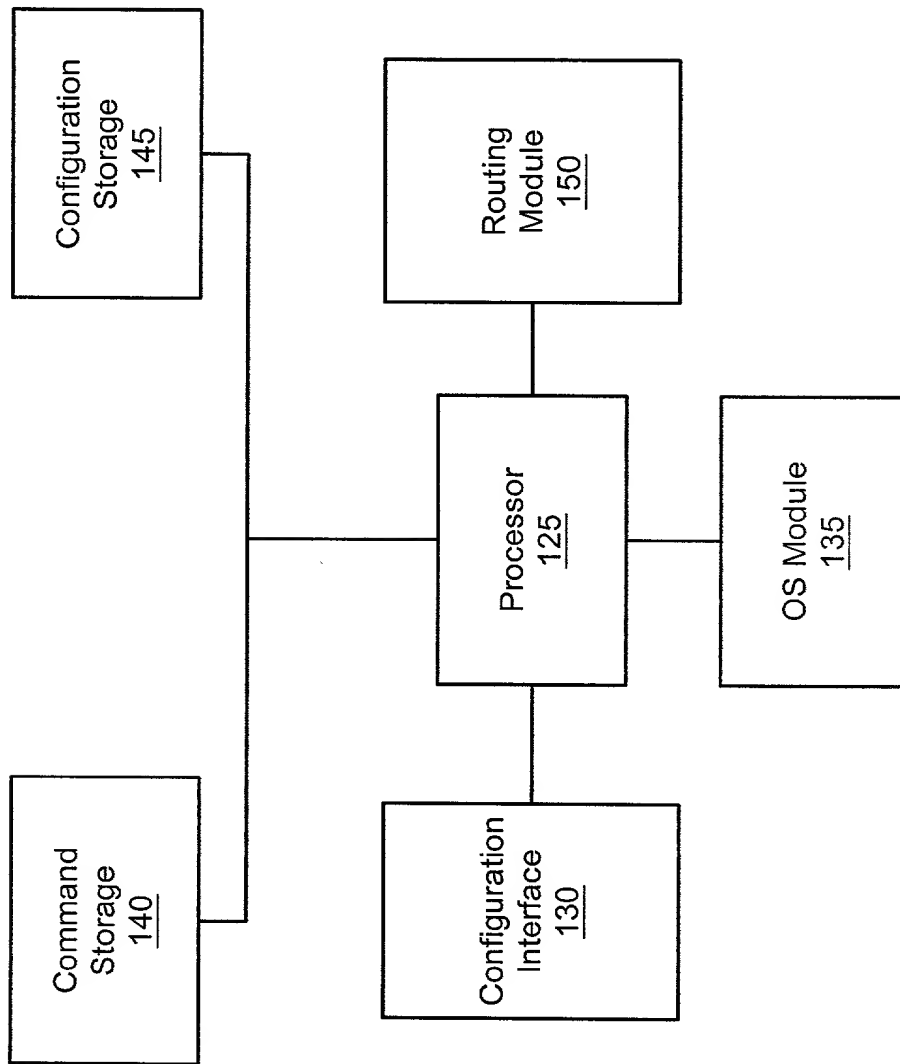 Command
Storage
140
Configuration
Storage
145
Configuration
Interface
130
Processor
125
Routing
Module
150
OS Module
135